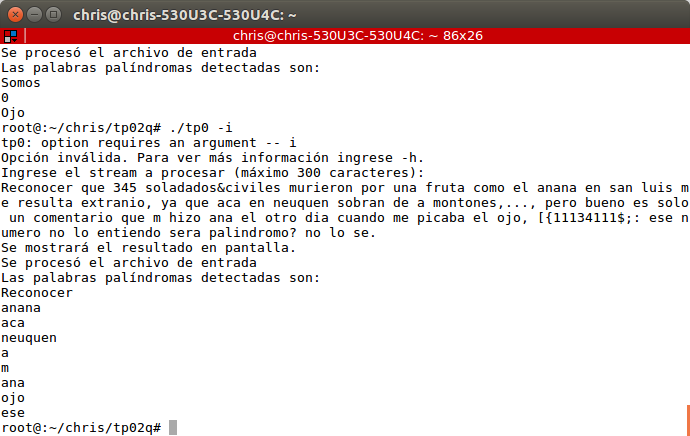 chris@chris-530U3C-530U4C: ~
chris@chris-530U3C-530U4C: ~ 86x26
Se procesó el archivo de entrada
Las palabras palíndromas detectadas son:
Somos
0
Ojo
root@:~/chris/tp02q# ./tp0 -i
tp0: option requires an argument -- i
Opción inválida. Para ver más información ingrese -h.
Ingrese el stream a procesar (máximo 300 caracteres):
Reconocer que 345 soladados&civiles murieron por una fruta como el anana en san luis m
e resulta extranio, ya que aca en neuquen sobran de a montones,..., pero bueno es solo
 un comentario que m hizo ana el otro dia cuando me picaba el ojo, [{11134111$;: ese n
umero no lo entiendo sera palindromo? no lo se.
Se mostrará el resultado en pantalla.
Se procesó el archivo de entrada
Las palabras palíndromas detectadas son:
Reconocer
anana
aca
neuquen
a
m
ana
ojo
ese
root@:~/chris/tp02q#